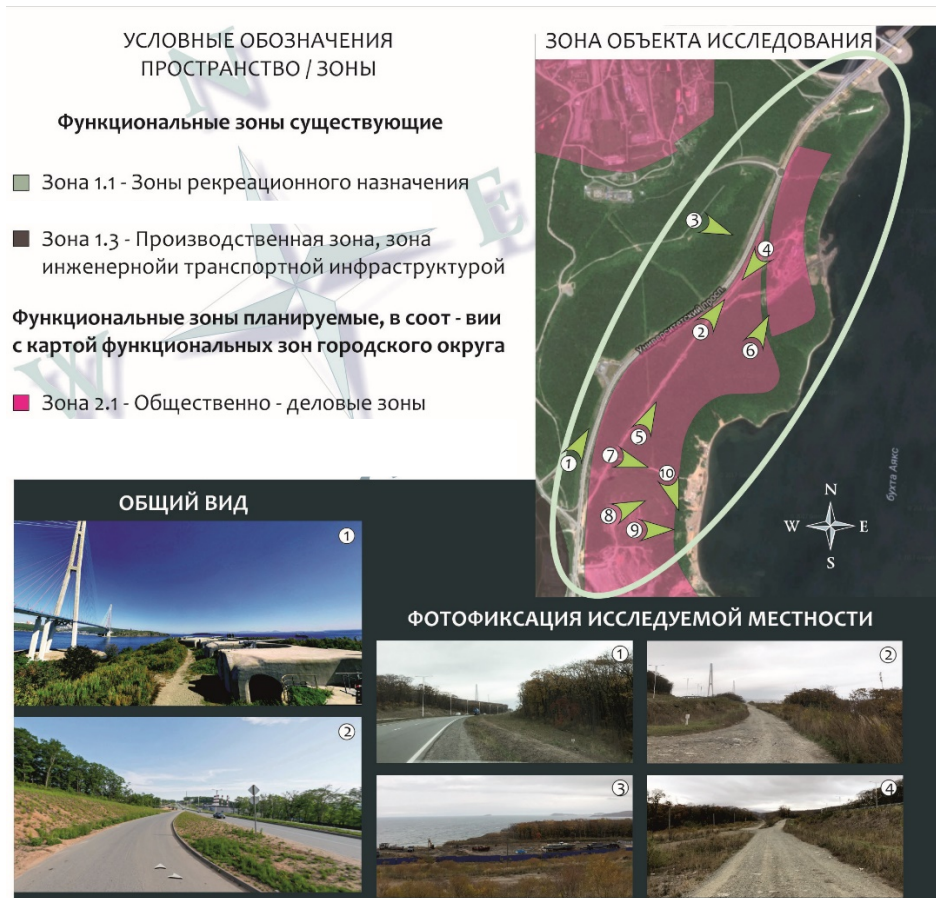 УСЛОВНЫЕ ОБОЗНАЧЕНИЯ
ПРОСТРАНСТВО / ЗОНЫ
Функциональные зоны существующие
Зона 1.1 - Зоны рекреационного назначения
Зона 1.3 - Производственная зона, зона
инженернойи транспортной инфраструктурой
Функциональные зоны планируемые, в соот - вии
с картой функциональных зон городского округа
Зона 2.1 - Общественно - деловые зоны
N
E
W
ЗОНА ОБЪЕКТА ИССЛЕДОВАНИЯ
3
4
2
6
5
1
7
10
8
9
Университетский
бухта Аякс
N
W E
S
ОБЩИЙ ВИД
1
2
ФОТОФИКСАЦИЯ ИССЛЕДУЕМОЙ МЕСТНОСТИ
1
2
3
4